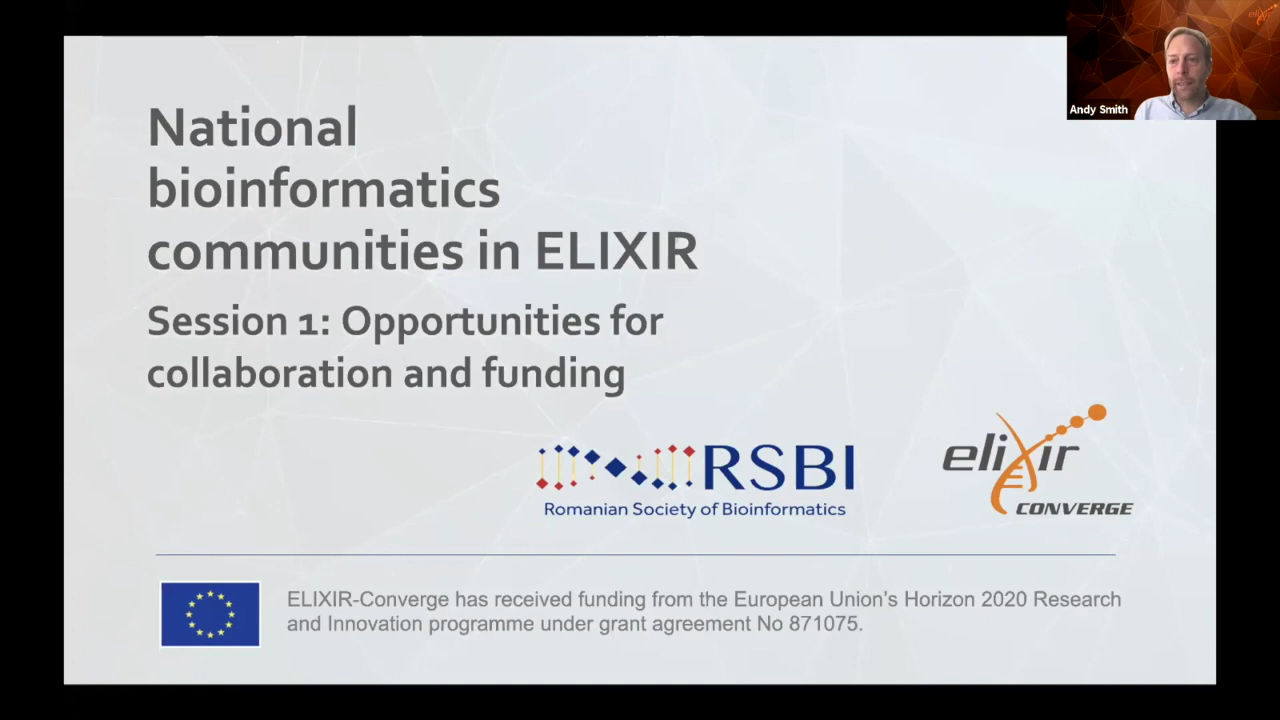 National
bioinformatics
communities in ELIXIR
Session 1: Opportunities for
collaboration and funding
RSBI
Romanian Society of Bioinformatics
elixir
CONVERGE
ELIXIR-Converge has received funding from the European Union's Horizon 2020 Research
and Innovation programme under grant agreement No 871075.
Andy Smith
elixir